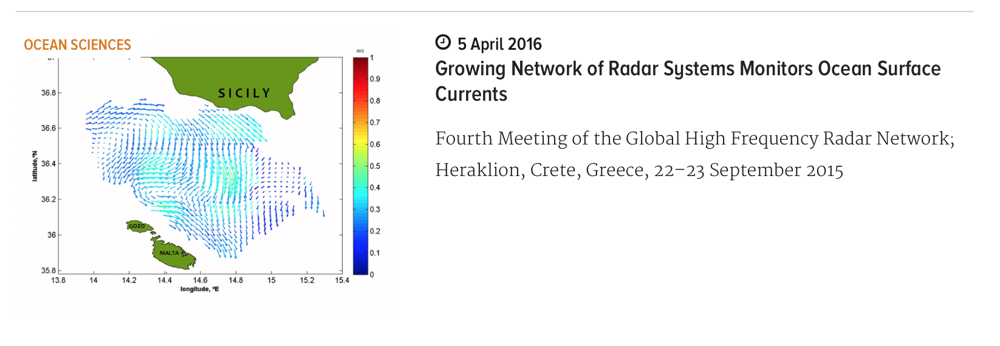 OCEAN SCIENCES
m/s
1
0.9
0.8
0.7
0.6
0.5
0.4
0.3
0.2
0.1
0
36.8
36.6
36.4
36.2
36
35.8
latitude,ºN
SICILY
GOZO
MALTA
13.8 14 14.2 14.4 14.6 14.8 15 15.2 15.4
longitude, ºE
5 April 2016
Growing Network of Radar Systems Monitors Ocean Surface
Currents
Fourth Meeting of the Global High Frequency Radar Network;
Heraklion, Crete, Greece, 22–23 September 2015